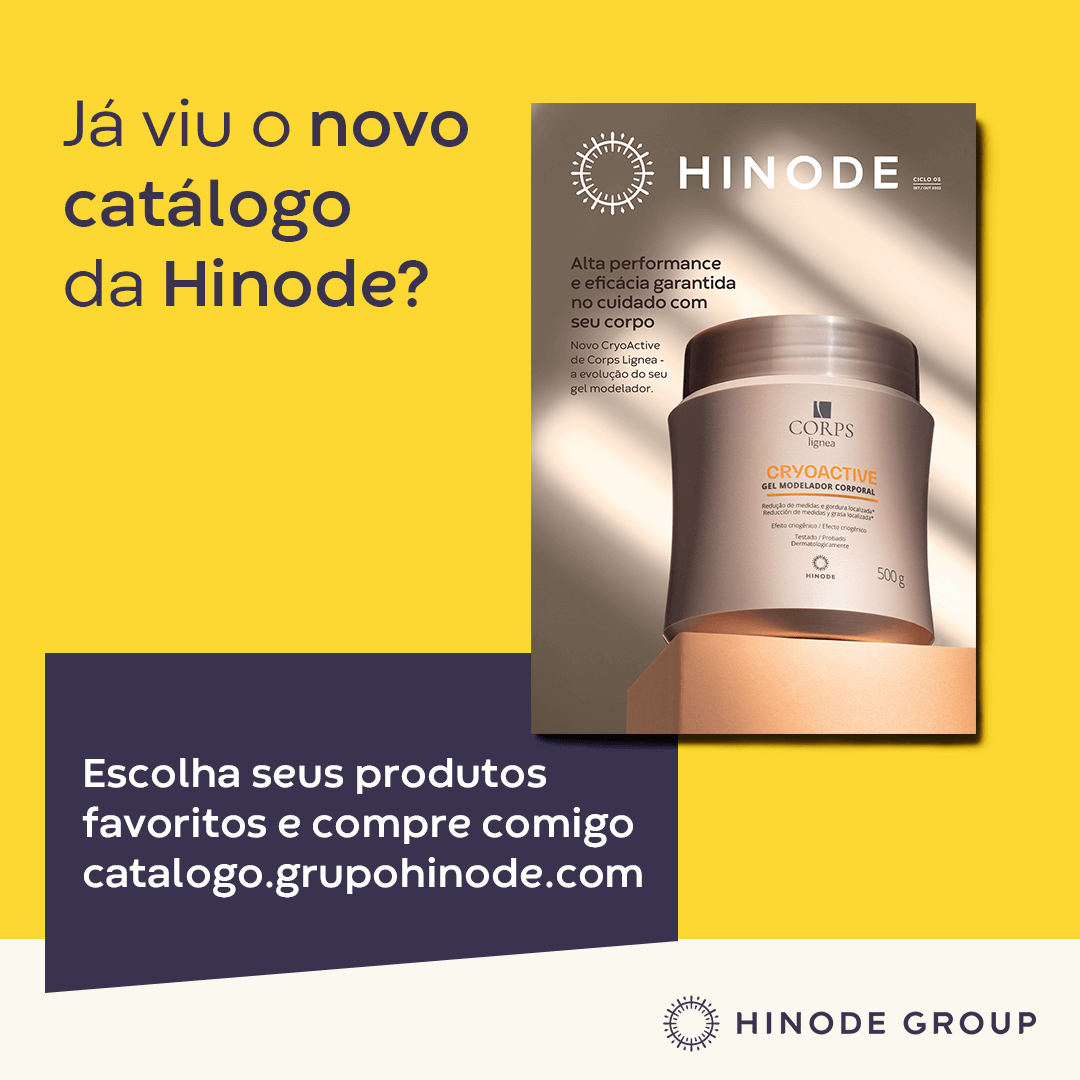 Já viu o novo
catálogo
da Hinode?
HINODE
CICLO 05
SET / OUT 2022
Alta performance
e eficácia garantida
no cuidado com
seu corpo
Novo CryoActive
de Corps Lignea -
a evolução do seu
gel modelador.
CORPS
lignea
CRYOACTIVE
GEL MODELADOR CORPORAL
Redução de medidas e gordura localizada*
Reducción de medidas y grasa localizada*
Efeito criogênico / Efecto criogénico
Testado / Probado
Dermatologicamente
HINODE
500 g
Escolha seus produtos
favoritos e compre comigo
catalogo.grupohinode.com
HINODE GROUP